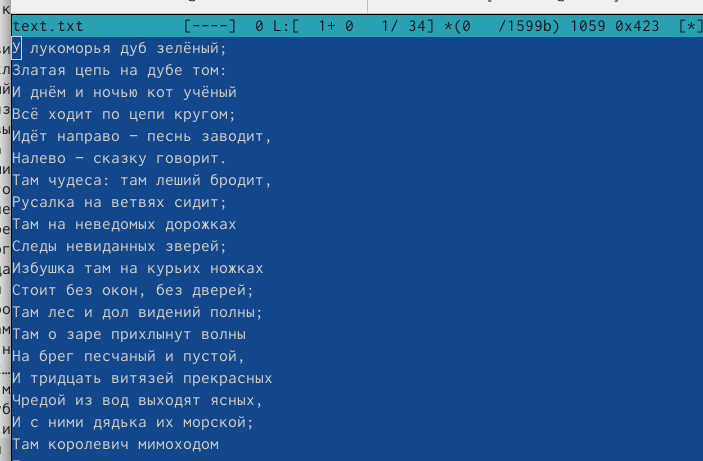 text.txt [----] 0 L:[ 1+ 0 1/ 34] *(0 /1599b) 1059 0x423 [*]
У лукоморья дуб зелёный;
Златая цепь на дубе том:
И днём и ночью кот учёный
Всё ходит по цепи кругом;
Идёт направо — песнь заводит,
Налево — сказку говорит.
Там чудеса: там леший бродит,
Русалка на ветвях сидит;
Там на неведомых дорожках
Следы невиданных зверей;
Избушка там на курьих ножках
Стоит без окон, без дверей;
Там лес и дол видений полны;
Там о заре прихлынут волны
На брег песчаный и пустой,
И тридцать витязей прекрасных
Чредой из вод выходят ясных,
И с ними дядька их морской;
Там королевич мимоходом